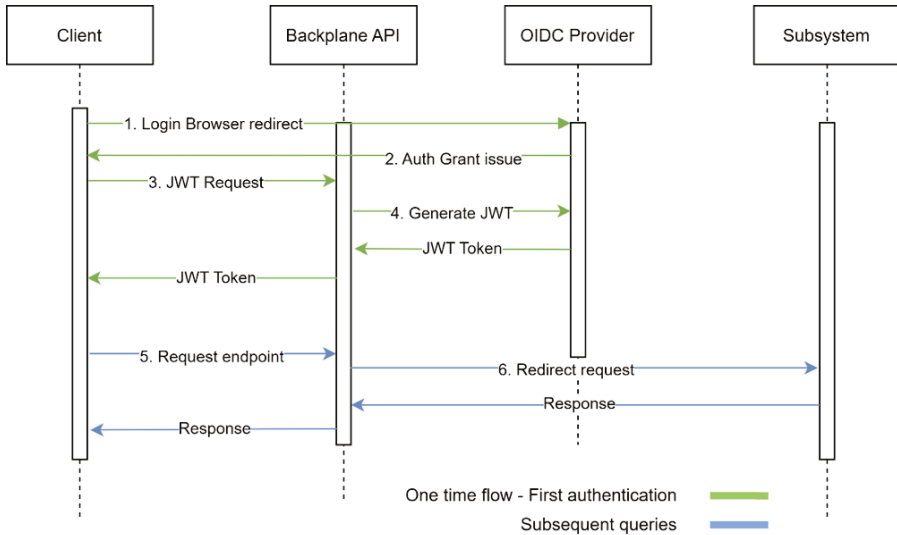 Client
Backplane API
OIDC Provider
Subsystem
1. Login Browser redirect
2. Auth Grant issue
3. JWT Request
4. Generate JWT
JWT Token
JWT Token
5. Request endpoint
6. Redirect request
Response
Response
One time flow - First authentication
Subsequent queries